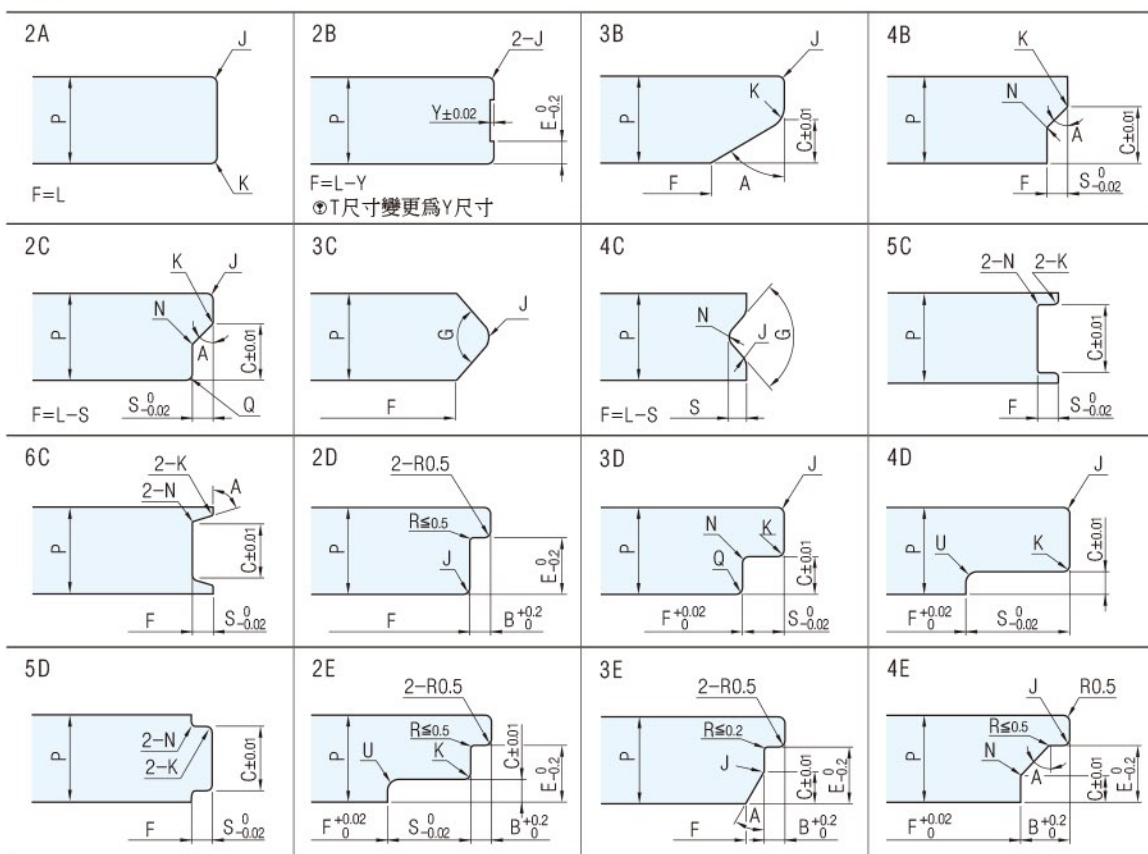 2A
J
P
K
F=L
2B
2-J
P
Y±0.02
E 0 -0.2
F=L-Y
T尺寸變更爲Y尺寸
3B
J
K
P
C±0.01
F
A
4B
K
N
P
A
C±0.01
F
S 0 -0.02
2C
K
J
N
P
A
C±0.01
F=L-S
S 0 -0.02
Q
3C
P
G
J
F
4C
N
P
J
G
F=L-S
S
5C
2-N
2-K
P
C±0.01
F
S 0 -0.02
6C
2-K
A
2-N
P
C±0.01
F
S 0 -0.02
2D
2-R0.5
R≦0.5
P
J
E 0 -0.2
F
B +0.2 0
3D
J
N
K
P
Q
C±0.01
F +0.02 0
S 0 -0.02
4D
J
U
K
P
C±0.01
F +0.02 0
S 0 -0.02
5D
P
2-N
2-K
C±0.01
F
S 0 -0.02
2E
2-R0.5
R≦0.5
P
U
K
C±0.01
E 0 -0.2
F +0.02 0
S 0 -0.02
B +0.2 0
3E
2-R0.5
R≦0.2
P
J
C±0.01
E 0 -0.2
A
F
B +0.2 0
4E
J
R0.5
R≦0.5
P
N
A
C±0.01
E 0 -0.2
F +0.02 0
B +0.2 0